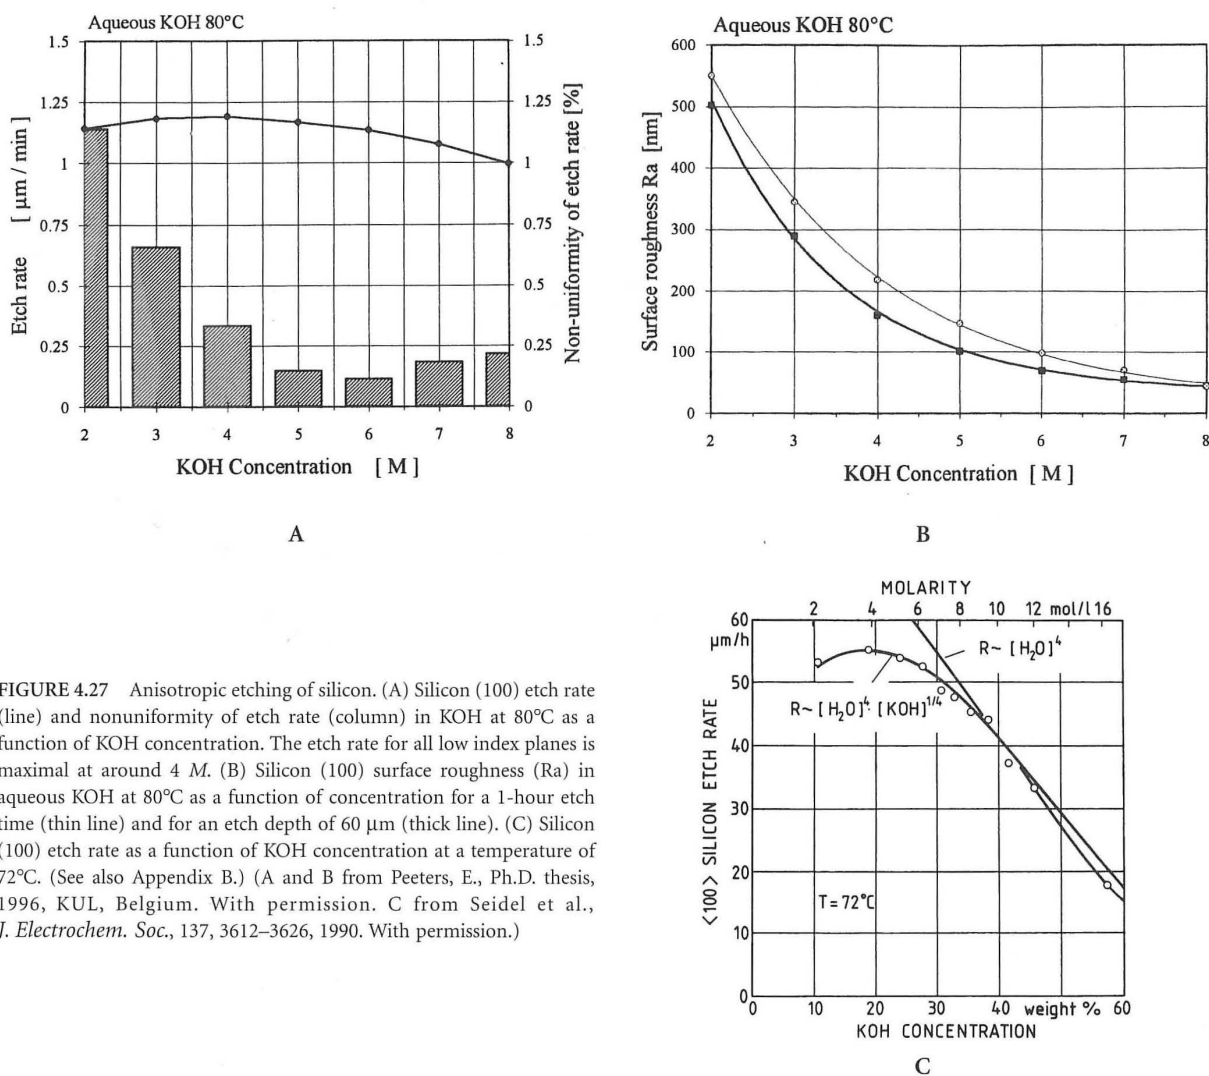 Aqueous KOH 80°C
1.5
1.25
1
0.75
0.5
0.25
0
Etch rate [ µm / min ]
1.5
1.25
1
0.75
0.5
0.25
0
Non-uniformity of etch rate [%]
2 3 4 5 6 7 8
KOH Concentration [ M ]
A
Aqueous KOH 80°C
600
500
400
300
200
100
0
Surface roughness Ra [nm]
2 3 4 5 6 7 8
KOH Concentration [ M ]
B
FIGURE 4.27 Anisotropic etching of silicon. (A) Silicon (100) etch rate
(line) and nonuniformity of etch rate (column) in KOH at 80°C as a
function of KOH concentration. The etch rate for all low index planes is
maximal at around 4 M. (B) Silicon (100) surface roughness (Ra) in
aqueous KOH at 80°C as a function of concentration for a 1-hour etch
time (thin line) and for an etch depth of 60 µm (thick line). (C) Silicon
(100) etch rate as a function of KOH concentration at a temperature of
72°C. (See also Appendix B.) (A and B from Peeters, E., Ph.D. thesis,
1996, KUL, Belgium. With permission. C from Seidel et al.,
J. Electrochem. Soc., 137, 3612–3626, 1990. With permission.)
MOLARITY
2 4 6 8 10 12 mol/l 16
60
µm/h
50
40
30
20
10
0
<100> SILICON ETCH RATE
R~ [H₂O]⁴
R~ [H₂O]⁴ [KOH]¹/⁴
T = 72°C
0 10 20 30 40 weight % 60
KOH CONCENTRATION
C